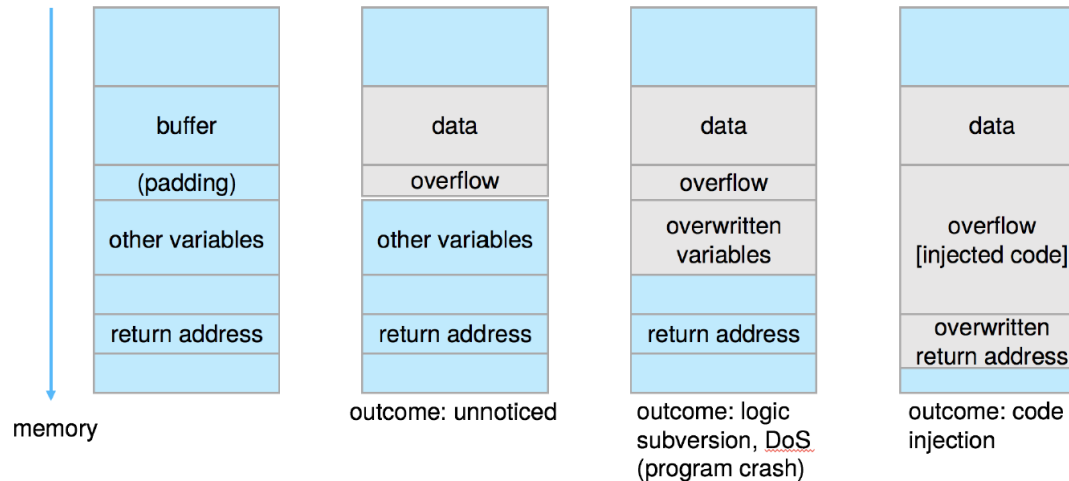 memory
buffer
(padding)
other variables
return address
data
overflow
other variables
return address
outcome: unnoticed
data
overflow
overwritten
variables
return address
outcome: logic
subversion, DoS
(program crash)
data
overflow
[injected code]
overwritten
return address
outcome: code
injection